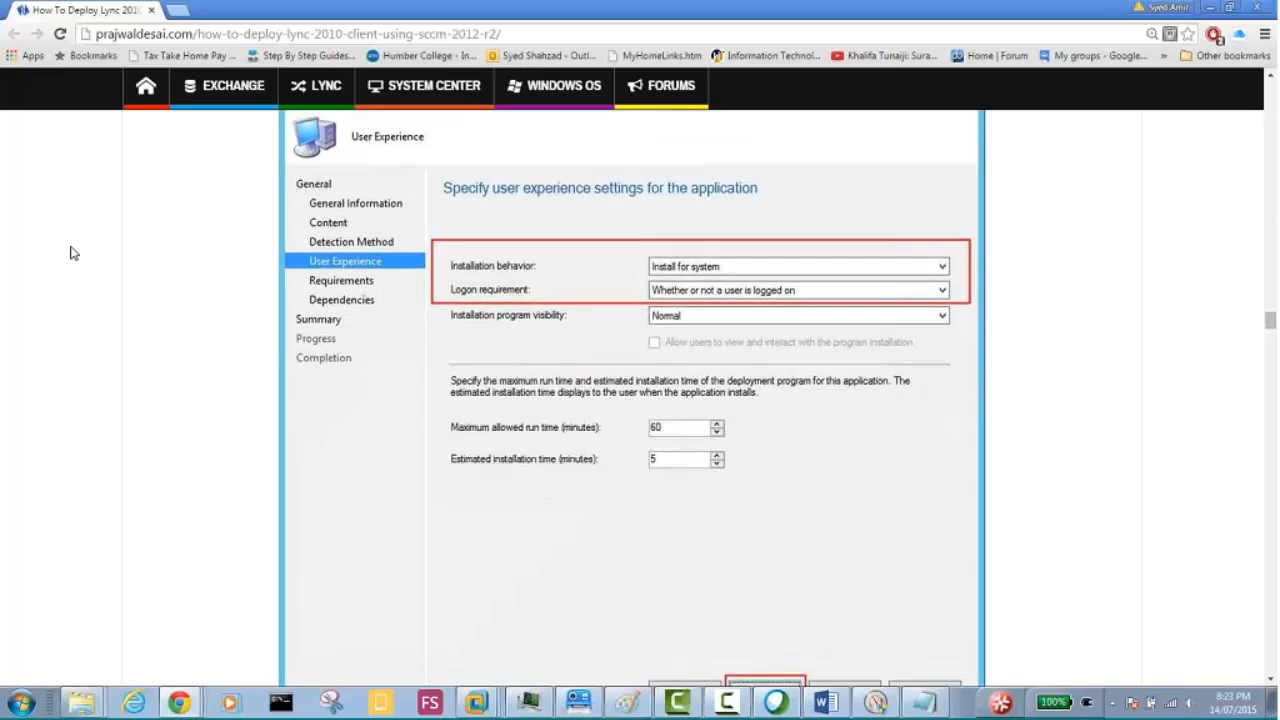 How To Deploy Lync 201
Syed Amir
prajwaldesai.com/how-to-deploy-lync-2010-client-using-sccm-2012-r2/
Apps Bookmarks Tax Take Home Pay ... Step By Step Guides... Humber College - In... Syed Shahzad - Outl... MyHomeLinks.htm Information Technol... Khalifa Tunaiji: Sura... Home | Forum My groups - Google... » Other bookmarks
EXCHANGE LYNC SYSTEM CENTER WINDOWS OS FORUMS
User Experience
General
General Information
Content
Detection Method
User Experience
Requirements
Dependencies
Summary
Progress
Completion
Specify user experience settings for the application
Installation behavior: Install for system
Logon requirement: Whether or not a user is logged on
Installation program visibility: Normal
Allow users to view and interact with the program installation
Specify the maximum run time and estimated installation time of the deployment program for this application. The
estimated installation time displays to the user when the application installs.
Maximum allowed run time (minutes): 60
Estimated installation time (minutes): 5
FS
100%
8:23 PM
14/07/2015